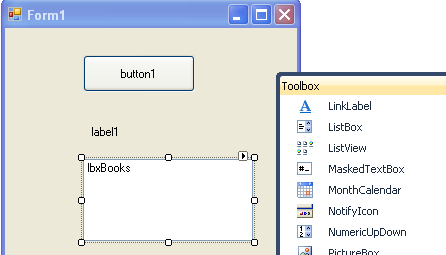 Form1
button1
label1
lbxBooks
Toolbox
A LinkLabel
ListBox
ListView
MaskedTextBox
MonthCalendar
NotifyIcon
NumericUpDown
PictureBox